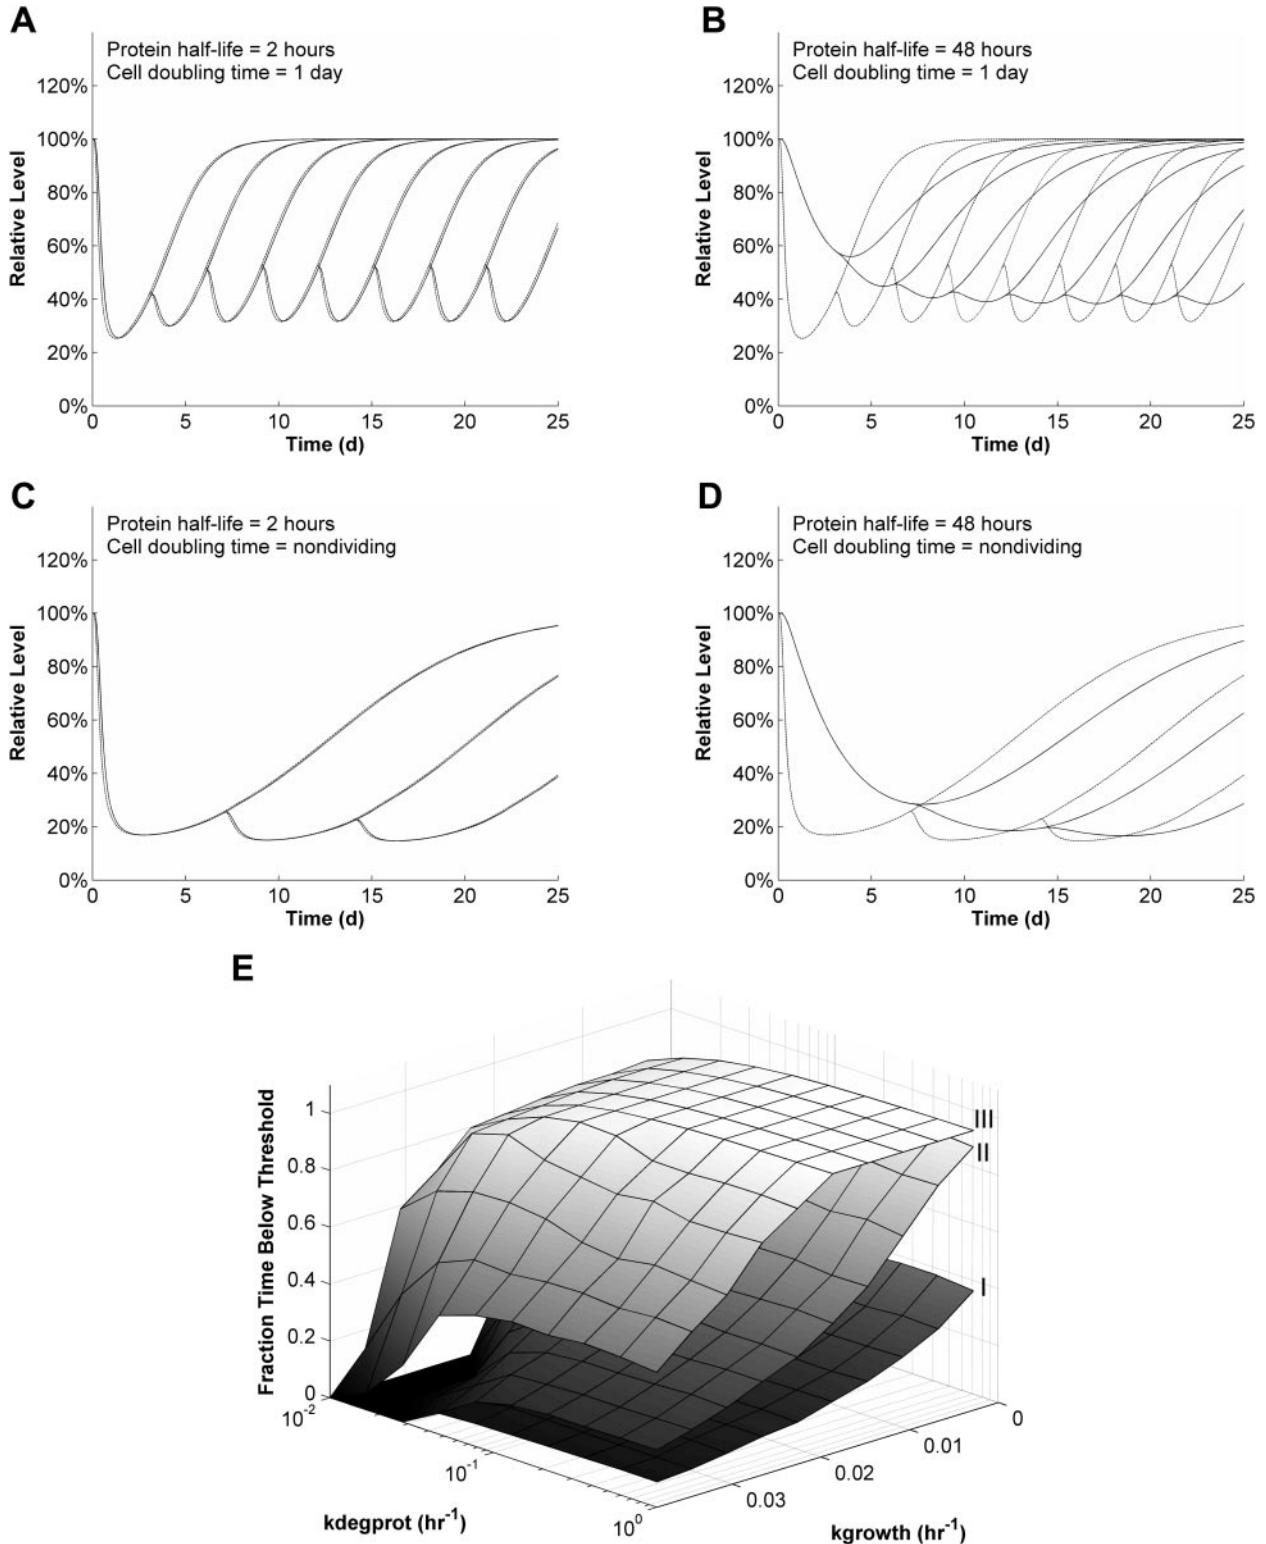 A
Protein half-life = 2 hours
Cell doubling time = 1 day
120%
100%
80%
60%
40%
20%
0%
0 5 10 15 20 25
Relative Level
Time (d)
B
Protein half-life = 48 hours
Cell doubling time = 1 day
120%
100%
80%
60%
40%
20%
0%
0 5 10 15 20 25
Relative Level
Time (d)
C
Protein half-life = 2 hours
Cell doubling time = nondividing
120%
100%
80%
60%
40%
20%
0%
0 5 10 15 20 25
Relative Level
Time (d)
D
Protein half-life = 48 hours
Cell doubling time = nondividing
120%
100%
80%
60%
40%
20%
0%
0 5 10 15 20 25
Relative Level
Time (d)
E
Fraction Time Below Threshold
1
0.8
0.6
0.4
0.2
0
III
II
I
10⁻²
10⁻¹
10⁰
kdegprot (hr⁻¹)
0
0.01
0.02
0.03
kgrowth (hr⁻¹)